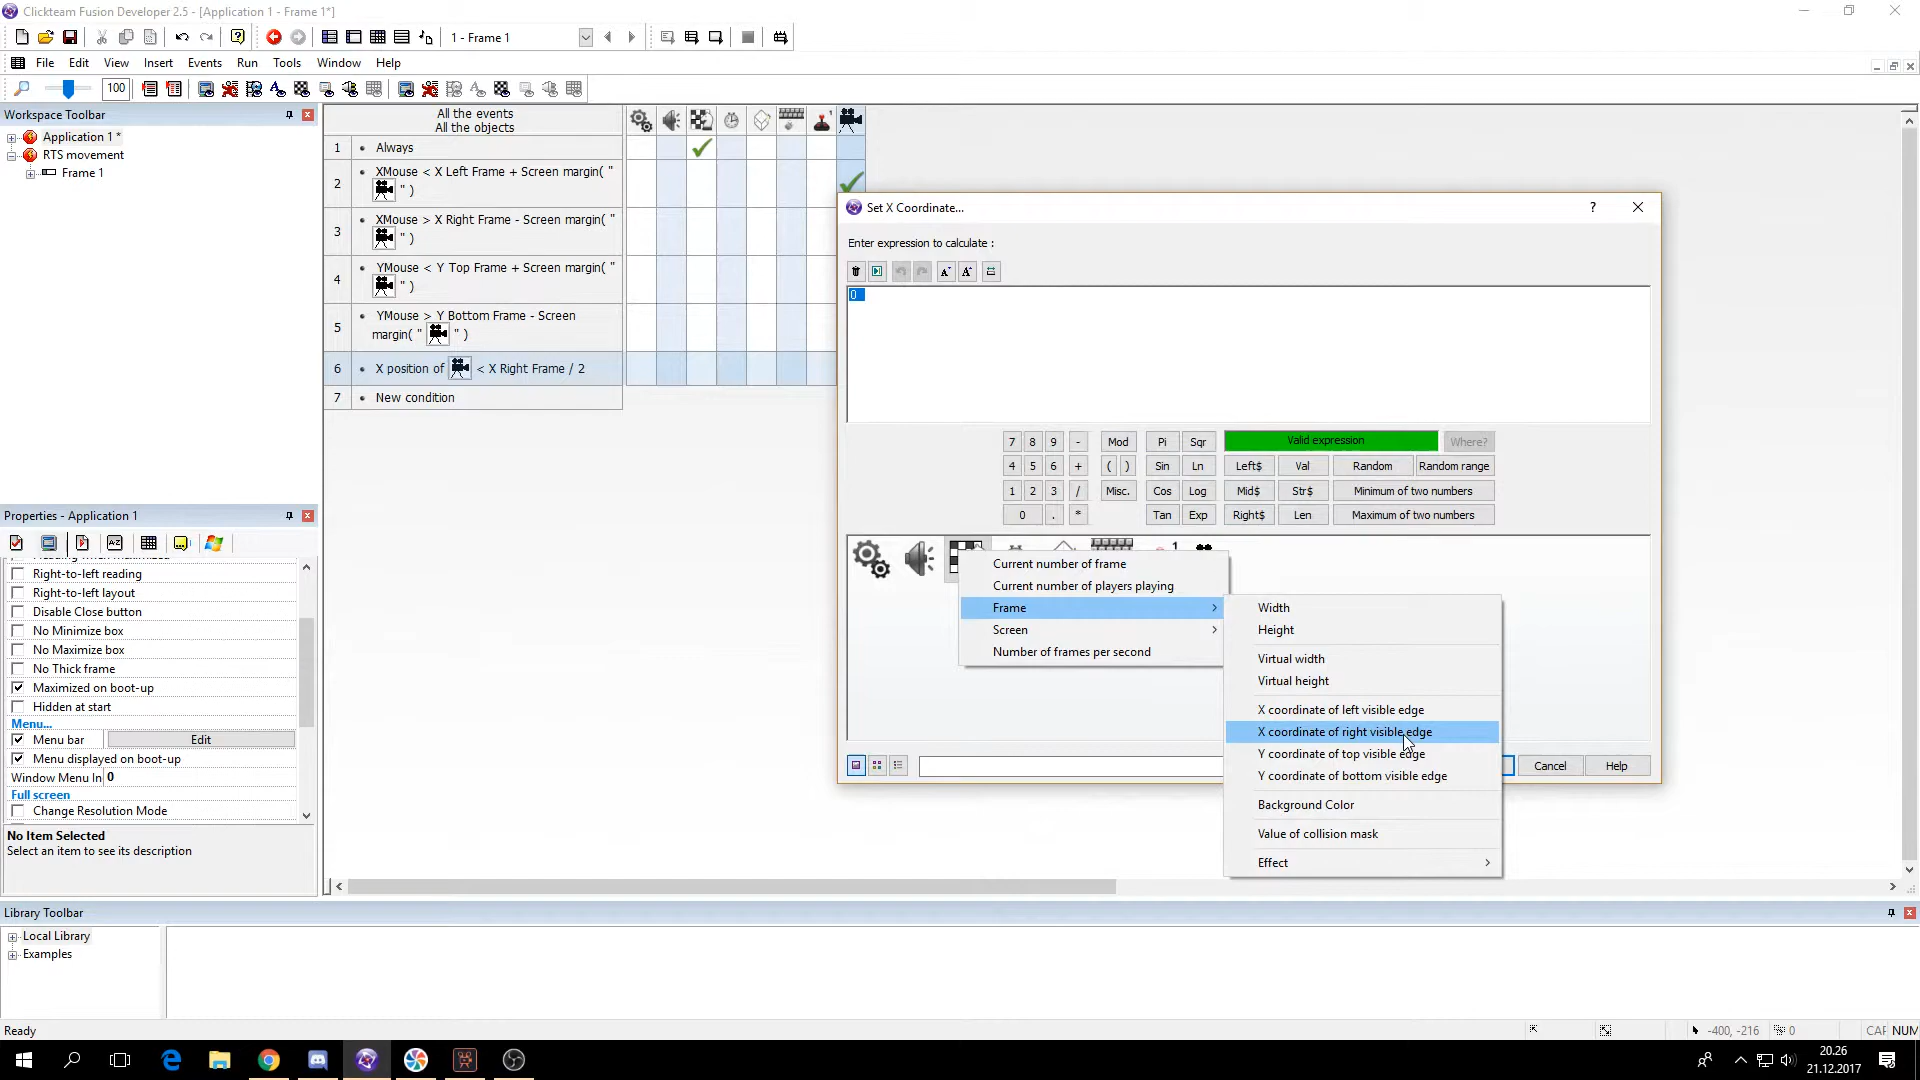 Clickteam Fusion Developer 2.5 - [Application 1 - Frame 1*]
1 - Frame 1
File Edit View Insert Events Run Tools Window Help
100
Workspace Toolbar
Application 1 *
RTS movement
Frame 1
All the events
All the objects
1 • Always
2 • XMouse < X Left Frame + Screen margin( "
" )
3 • XMouse > X Right Frame - Screen margin( "
" )
4 • YMouse < Y Top Frame + Screen margin( "
" )
5 • YMouse > Y Bottom Frame - Screen
margin( " " )
6 • X position of < X Right Frame / 2
7 • New condition
Set X Coordinate...
Enter expression to calculate :
0
7 8 9 - Mod Pi Sqr Valid expression Where?
4 5 6 + ( ) Sin Ln Left$ Val Random Random range
1 2 3 / Misc. Cos Log Mid$ Str$ Minimum of two numbers
0 . * Tan Exp Right$ Len Maximum of two numbers
1
Current number of frame
Current number of players playing
Frame
Screen
Number of frames per second
Width
Height
Virtual width
Virtual height
X coordinate of left visible edge
X coordinate of right visible edge
Y coordinate of top visible edge
Y coordinate of bottom visible edge
Background Color
Value of collision mask
Effect
Cancel Help
Properties - Application 1
Right-to-left reading
Right-to-left layout
Disable Close button
No Minimize box
No Maximize box
No Thick frame
Maximized on boot-up
Hidden at start
Menu...
Menu bar Edit
Menu displayed on boot-up
Window Menu In 0
Full screen
Change Resolution Mode
No Item Selected
Select an item to see its description
Library Toolbar
Local Library
Examples
Ready
-400, -216 0 CAP NUM
20.26
21.12.2017